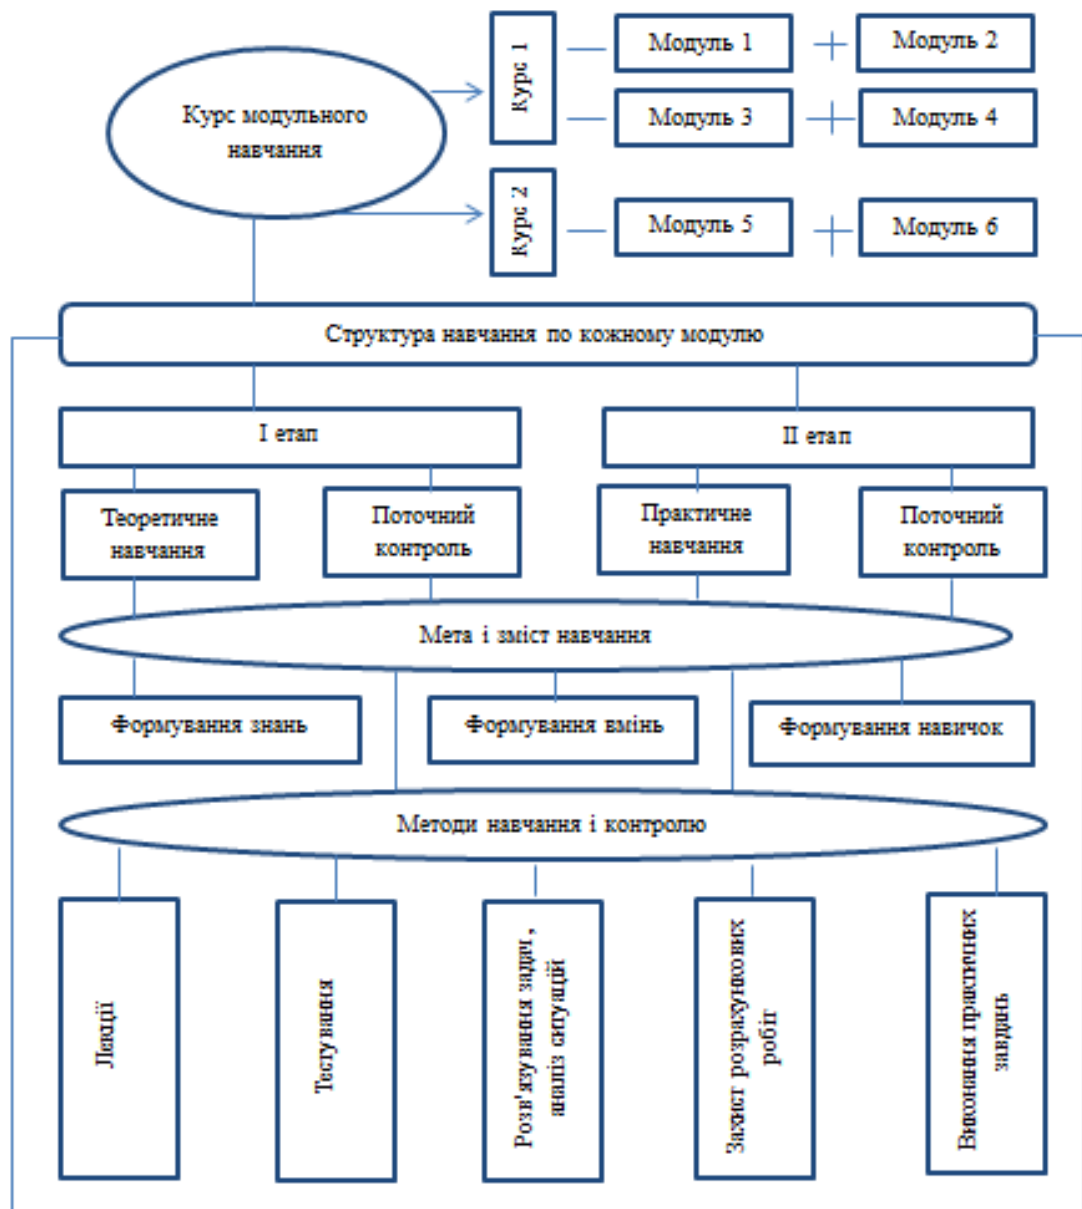 Курс 1
Модуль 1
Модуль 2
Курс модульного
навчання
Модуль 3
Модуль 4
Курс 2
Модуль 5
Модуль 6
Структура навчання по кожному модулю
І етап
ІІ етап
Теоретичне
навчання
Поточний
контроль
Практичне
навчання
Поточний
контроль
Мета і зміст навчання
Формування знань
Формування вмінь
Формування навичок
Методи навчання і контролю
Лекції
Тестування
Розв'язування задач ,
аналіз ситуацій
Захист розрахункових
робіт
Виконання практичних
завдань